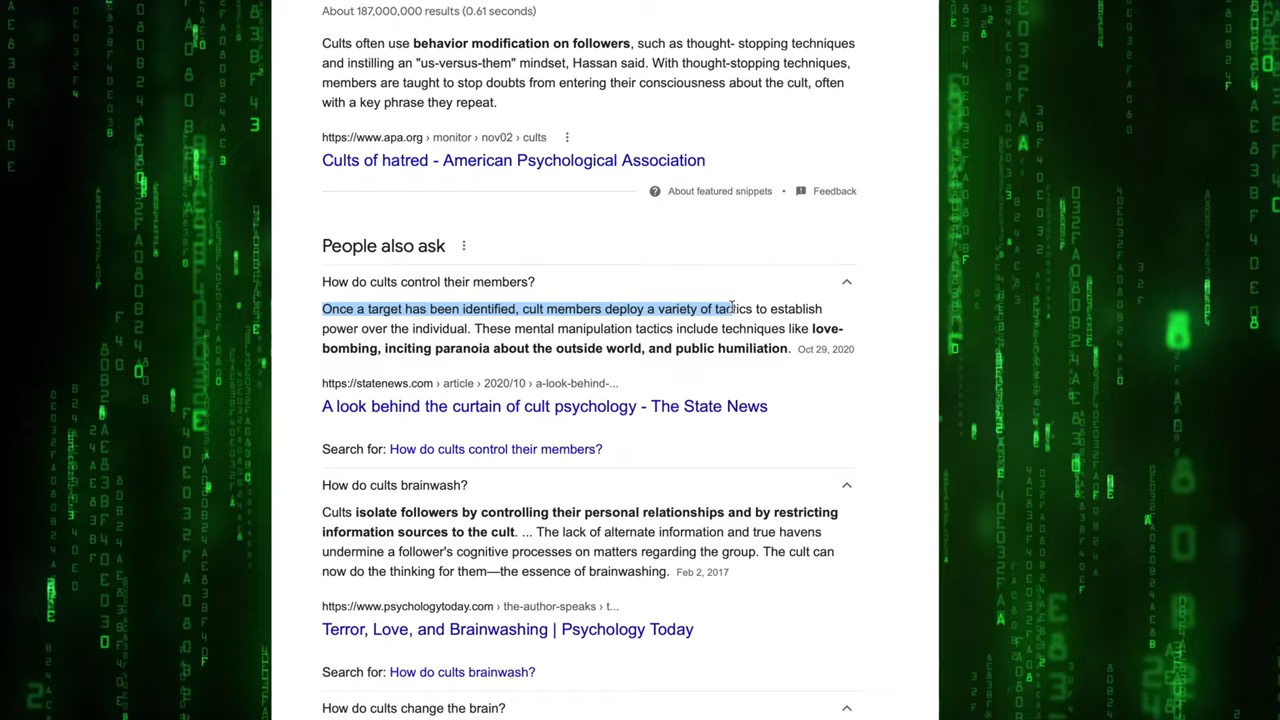 About 187,000,000 results (0.61 seconds)
Cults often use behavior modification on followers, such as thought- stopping techniques
and instilling an "us-versus-them" mindset, Hassan said. With thought-stopping techniques,
members are taught to stop doubts from entering their consciousness about the cult, often
with a key phrase they repeat.
https://www.apa.org › monitor › nov02 › cults
Cults of hatred - American Psychological Association
About featured snippets • Feedback
People also ask
How do cults control their members?
Once a target has been identified, cult members deploy a variety of tactics to establish
power over the individual. These mental manipulation tactics include techniques like love-
bombing, inciting paranoia about the outside world, and public humiliation. Oct 29, 2020
https://statenews.com › article › 2020/10 › a-look-behind-...
A look behind the curtain of cult psychology - The State News
Search for: How do cults control their members?
How do cults brainwash?
Cults isolate followers by controlling their personal relationships and by restricting
information sources to the cult. ... The lack of alternate information and true havens
undermine a follower's cognitive processes on matters regarding the group. The cult can
now do the thinking for them—the essence of brainwashing. Feb 2, 2017
https://www.psychologytoday.com › the-author-speaks › t...
Terror, Love, and Brainwashing | Psychology Today
Search for: How do cults brainwash?
How do cults change the brain?